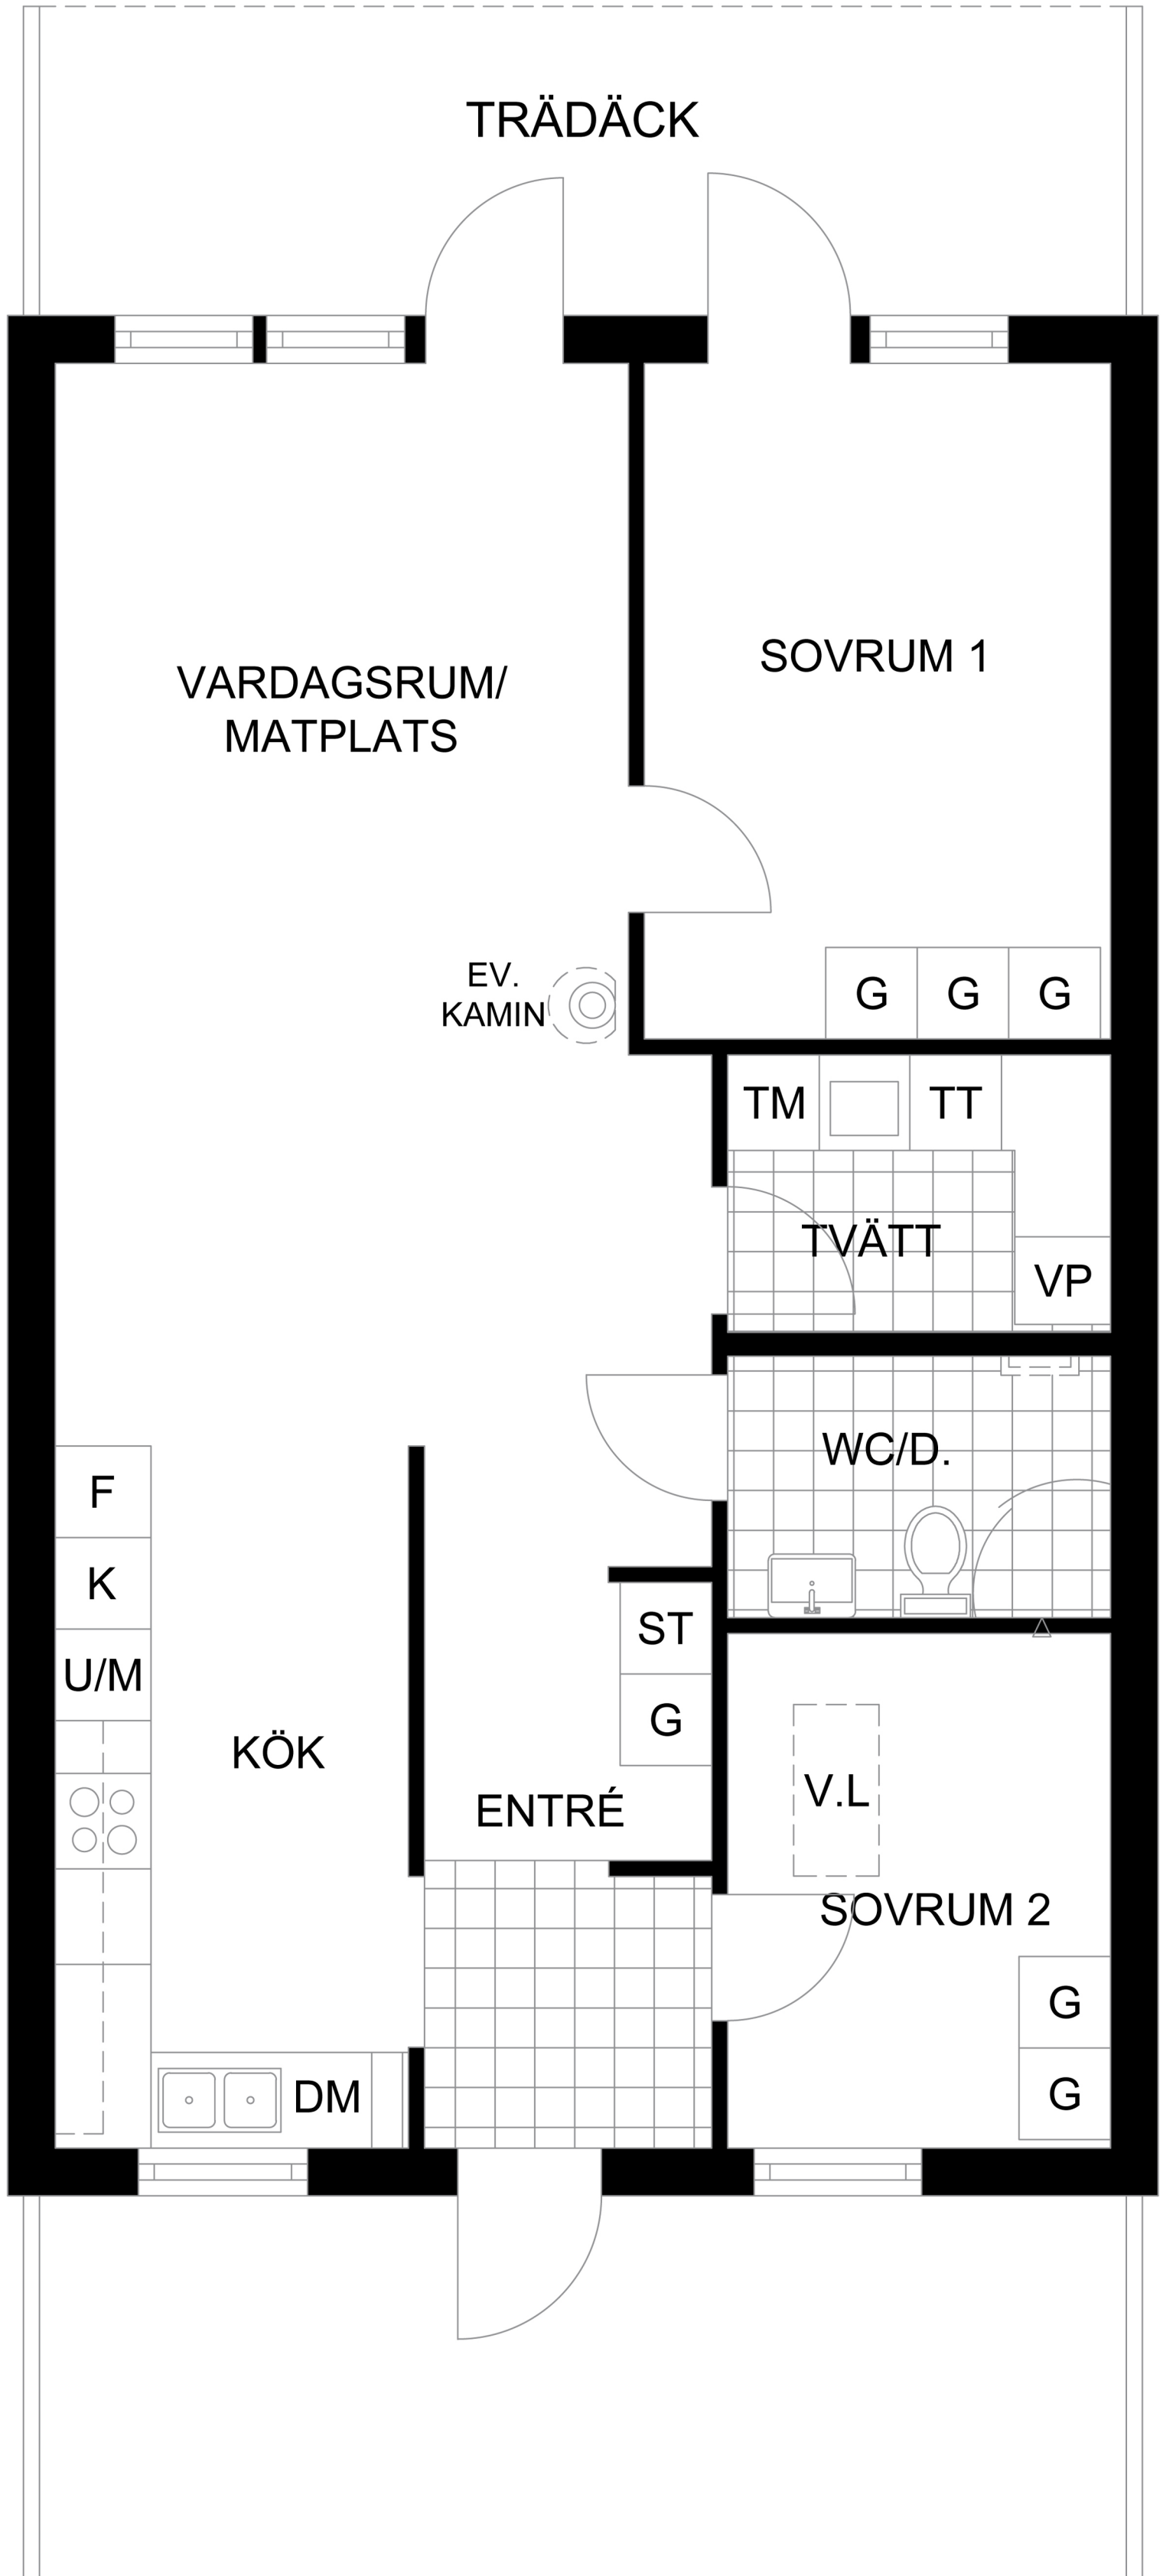 TRÄDÄCK
SOVRUM 1
VARDAGSRUM/
MATPLATS
EV.
KAMIN
G G G
TM TT
TVÄTT
VP
WC/D.
F
K
ST
U/M
G
KÖK
V.L
ENTRÉ
SOVRUM 2
G
DM
G